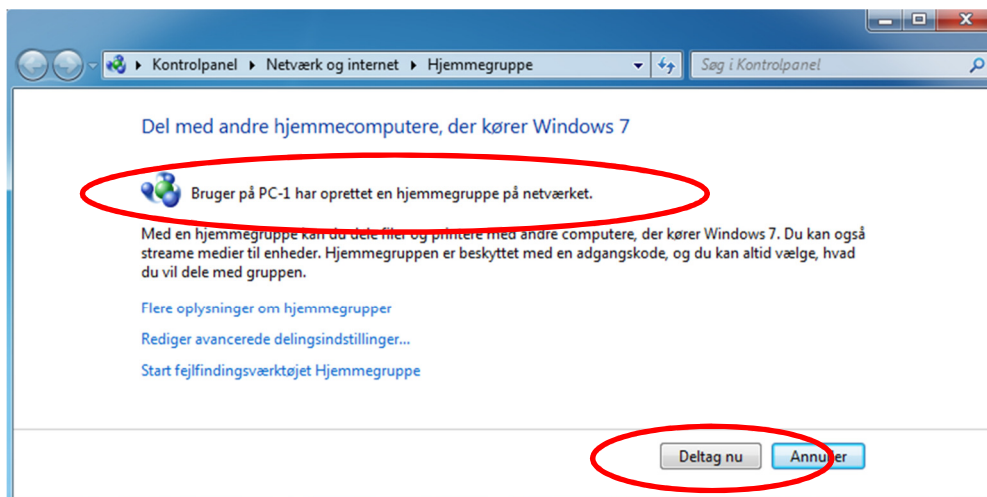 Kontrolpanel ▸ Netværk og internet ▸ Hjemmegruppe
Søg i Kontrolpanel
Del med andre hjemmecomputere, der kører Windows 7
Bruger på PC-1 har oprettet en hjemmegruppe på netværket.
Med en hjemmegruppe kan du dele filer og printere med andre computere, der kører Windows 7. Du kan også
streame medier til enheder. Hjemmegruppen er beskyttet med en adgangskode, og du kan altid vælge, hvad
du vil dele med gruppen.
Flere oplysninger om hjemmegrupper
Rediger avancerede delingsindstillinger...
Start fejlfindingsværktøjet Hjemmegruppe
Deltag nu
Annuller